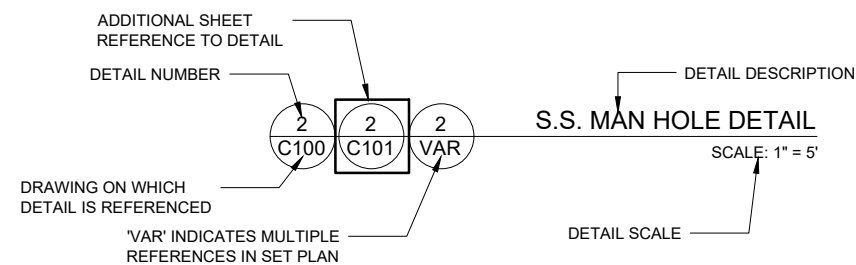 ADDITIONAL SHEET
REFERENCE TO DETAIL
DETAIL NUMBER
DETAIL DESCRIPTION
2
C100
2
C101
2
VAR
S.S. MAN HOLE DETAIL
SCALE: 1" = 5'
DRAWING ON WHICH
DETAIL IS REFERENCED
'VAR' INDICATES MULTIPLE
REFERENCES IN SET PLAN
DETAIL SCALE